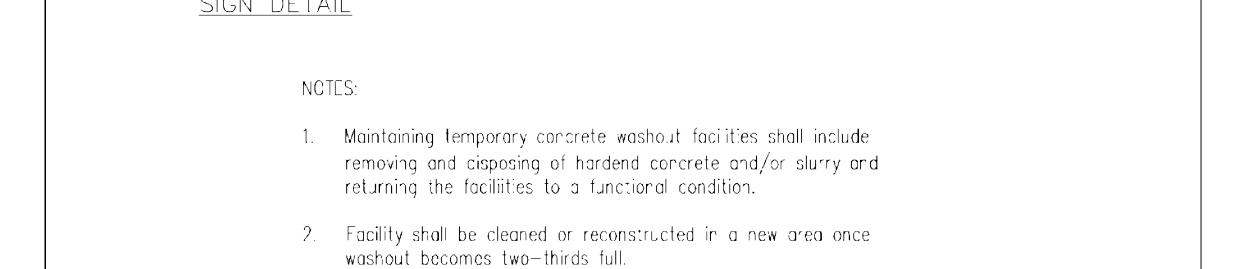 SIGN DETAIL
NOTES:
1. Maintaining temporary concrete washout facilities shall include
removing and disposing of hardend concrete and/or slurry and
returning the faciliities to a functional condition.
2. Facility shall be cleaned or reconstructed in a new area once
washout becomes two-thirds full.